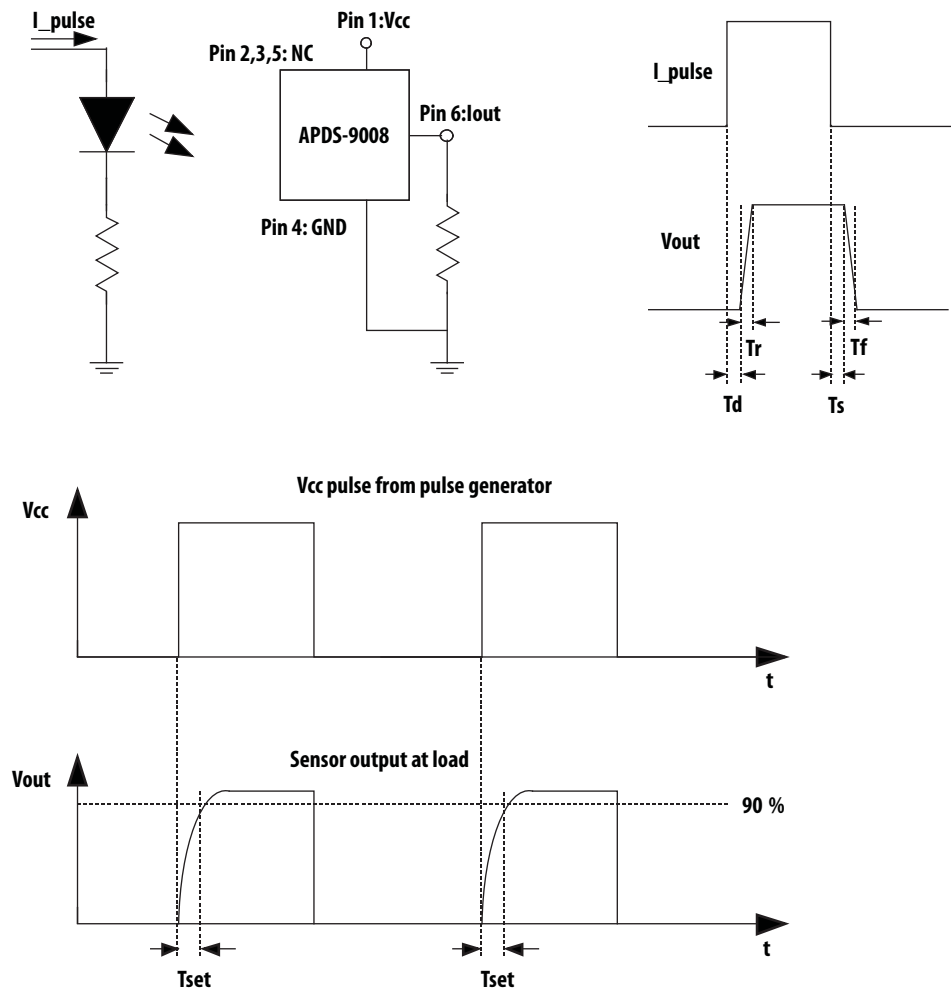 I_pulse
Pin 1:Vcc
Pin 2,3,5: NC
Pin 6:Iout
APDS-9008
Pin 4: GND
I_pulse
Vout
Tr
Tf
Td
Ts
Vcc pulse from pulse generator
Vcc
t
Sensor output at load
Vout
90 %
t
Tset
Tset